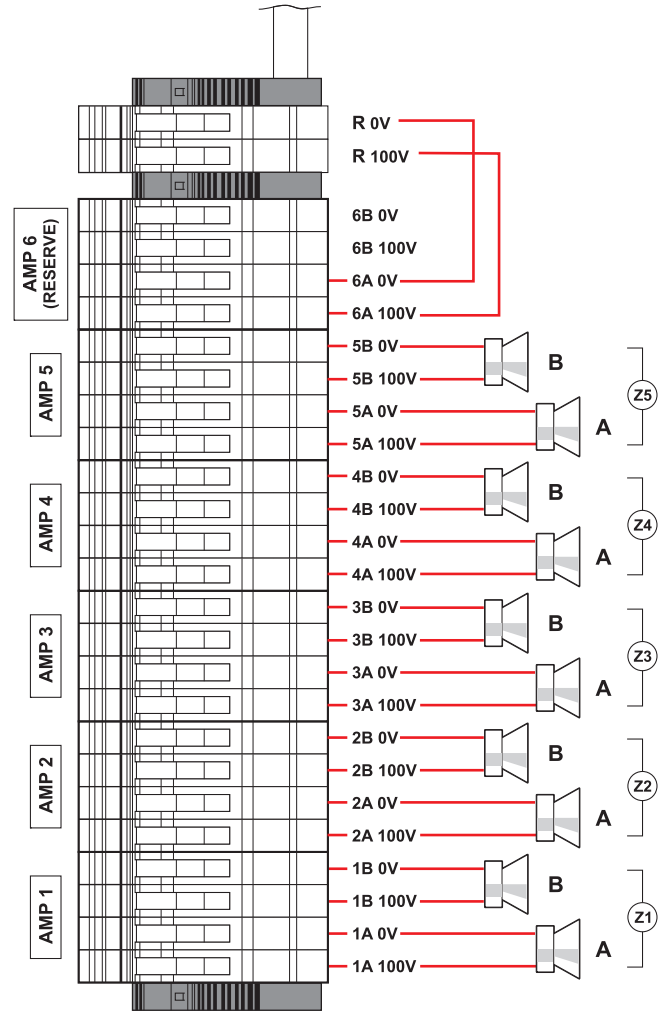 R 0V
R 100V
AMP 6
(RESERVE)
6B 0V
6B 100V
6A 0V
6A 100V
AMP 5
5B 0V
5B 100V
5A 0V
5A 100V
B
A
Z5
AMP 4
4B 0V
4B 100V
4A 0V
4A 100V
B
A
Z4
AMP 3
3B 0V
3B 100V
3A 0V
3A 100V
B
A
Z3
AMP 2
2B 0V
2B 100V
2A 0V
2A 100V
B
A
Z2
AMP 1
1B 0V
1B 100V
1A 0V
1A 100V
B
A
Z1